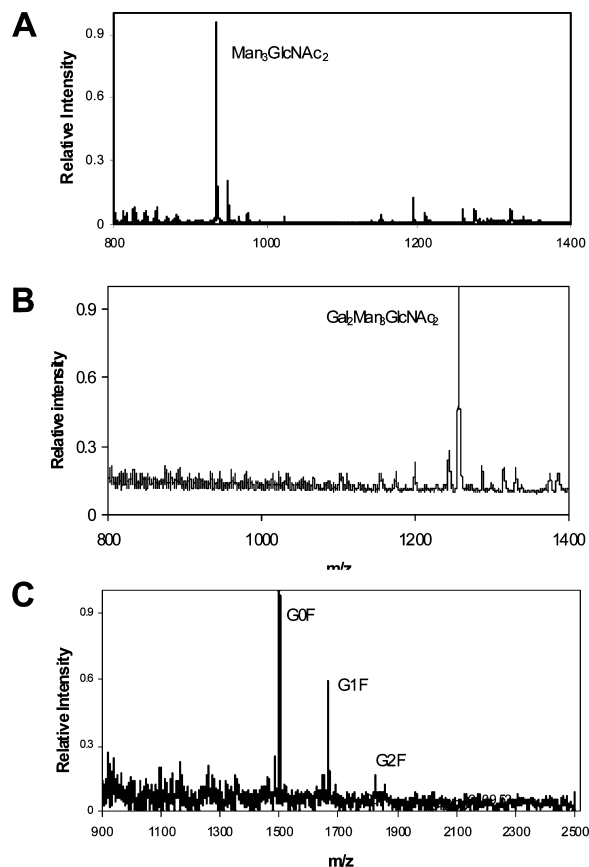 A
Relative Intensity
0.9
0.6
0.3
0
Man₃GlcNAc₂
800 1000 1200 1400
B
Relative intensity
0.9
0.6
0.3
0
Gal₂Man₃GlcNAc₂
800 1000 1200 1400
m/z
C
Relative Intensity
0.9
0.6
0.3
0
G0F
G1F
G2F
900 1100 1300 1500 1700 1900 2100 2300 2500
m/z